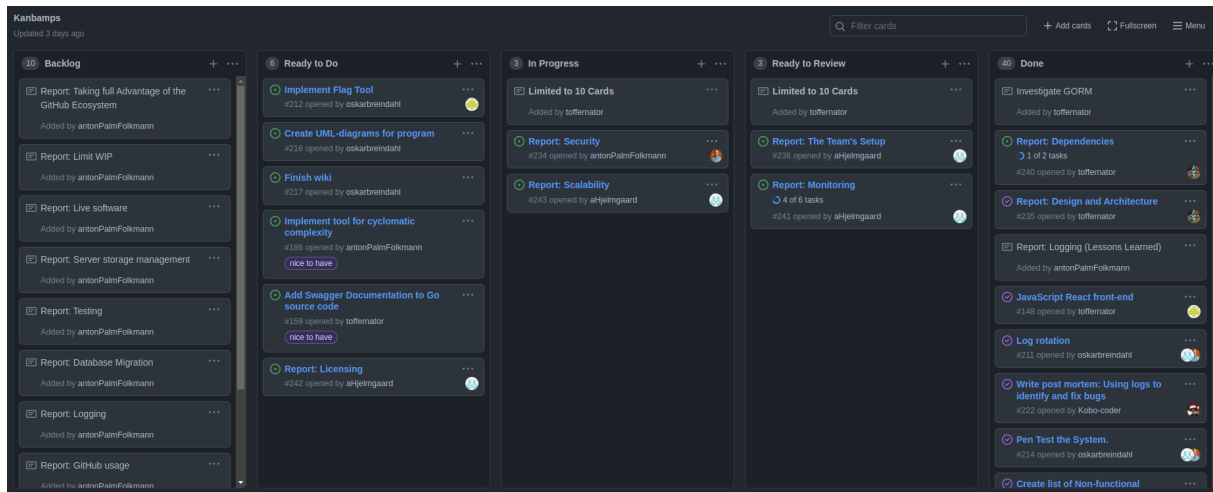 Kanbamps
Updated 3 days ago
Filter cards
Add cards
Fullscreen
Menu
10 Backlog
Report: Taking full Advantage of the
GitHub Ecosystem
Added by antonPalmFolkmann
Report: Limit WIP
Added by antonPalmFolkmann
Report: Live software
Added by antonPalmFolkmann
Report: Server storage management
Added by antonPalmFolkmann
Report: Testing
Added by antonPalmFolkmann
Report: Database Migration
Added by antonPalmFolkmann
Report: Logging
Added by antonPalmFolkmann
Report: GitHub usage
Added by antonPalmFolkmann
6 Ready to Do
Implement Flag Tool
#212 opened by oskarbreindahl
Create UML-diagrams for program
#216 opened by oskarbreindahl
Finish wiki
#217 opened by oskarbreindahl
Implement tool for cyclomatic
complexity
#186 opened by antonPalmFolkmann
nice to have
Add Swagger Documentation to Go
source code
#159 opened by toffernator
nice to have
Report: Licensing
#242 opened by aHjelmgaard
3 In Progress
Limited to 10 Cards
Added by toffernator
Report: Security
#234 opened by antonPalmFolkmann
Report: Scalability
#243 opened by aHjelmgaard
3 Ready to Review
Limited to 10 Cards
Added by toffernator
Report: The Team's Setup
#236 opened by aHjelmgaard
Report: Monitoring
4 of 6 tasks
#241 opened by aHjelmgaard
40 Done
Investigate GORM
Added by toffernator
Report: Dependencies
1 of 2 tasks
#240 opened by toffernator
Report: Design and Architecture
#235 opened by toffernator
Report: Logging (Lessons Learned)
Added by antonPalmFolkmann
JavaScript React front-end
#148 opened by toffernator
Log rotation
#211 opened by oskarbreindahl
Write post mortem: Using logs to
identify and fix bugs
#222 opened by Kobo-coder
Pen Test the System.
#214 opened by oskarbreindahl
Create list of Non-functional